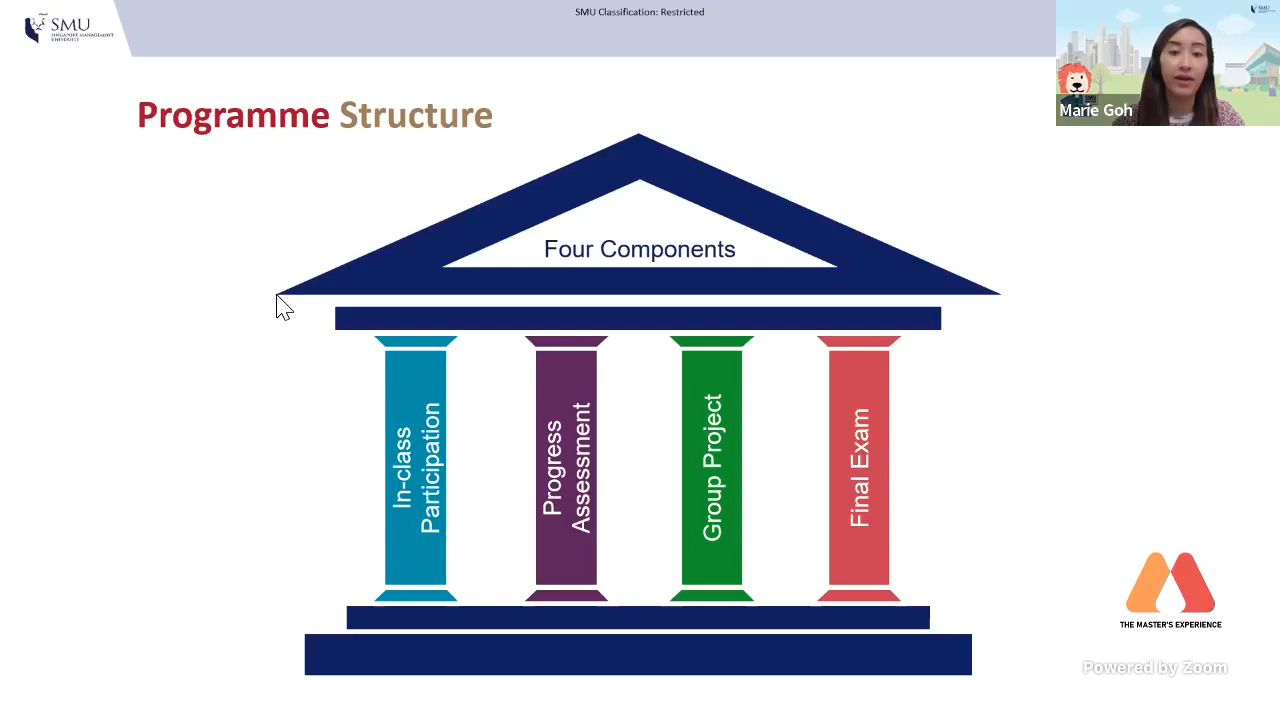 SMU Classification: Restricted
SMU
SINGAPORE MANAGEMENT
UNIVERSITY
Marie Goh
Programme Structure
Four Components
In-class
Participation
Progress
Assessment
Group Project
Final Exam
THE MASTER'S EXPERIENCE
Powered by Zoom